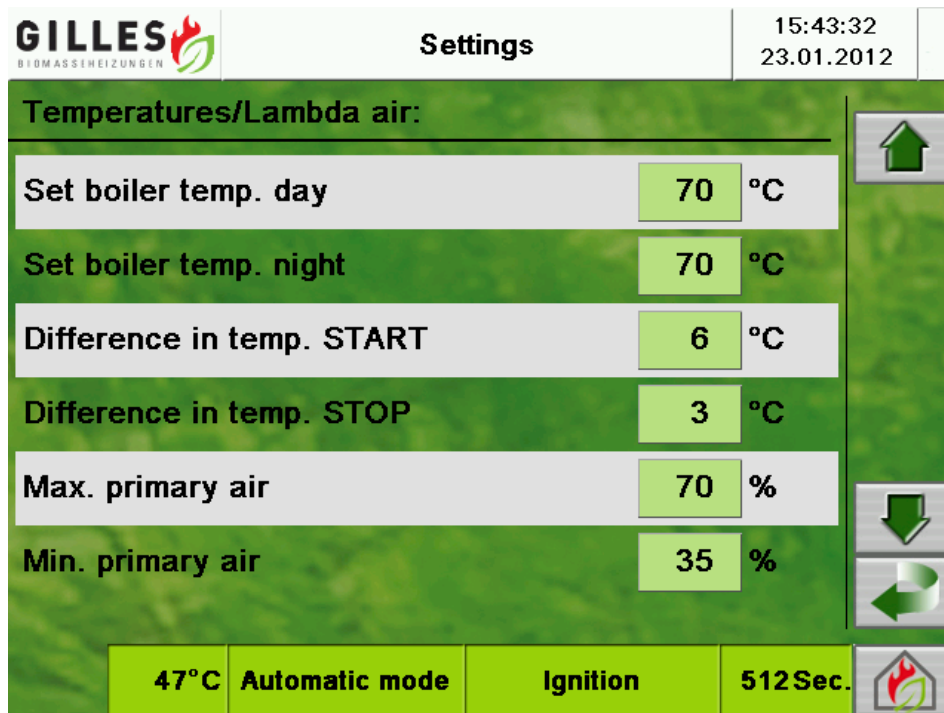 GILLES
BIOMASSEHEIZUNGEN
Settings
15:43:32
23.01.2012
Temperatures/Lambda air:
Set boiler temp. day 70 °C
Set boiler temp. night 70 °C
Difference in temp. START 6 °C
Difference in temp. STOP 3 °C
Max. primary air 70 %
Min. primary air 35 %
47°C Automatic mode Ignition 512Sec.